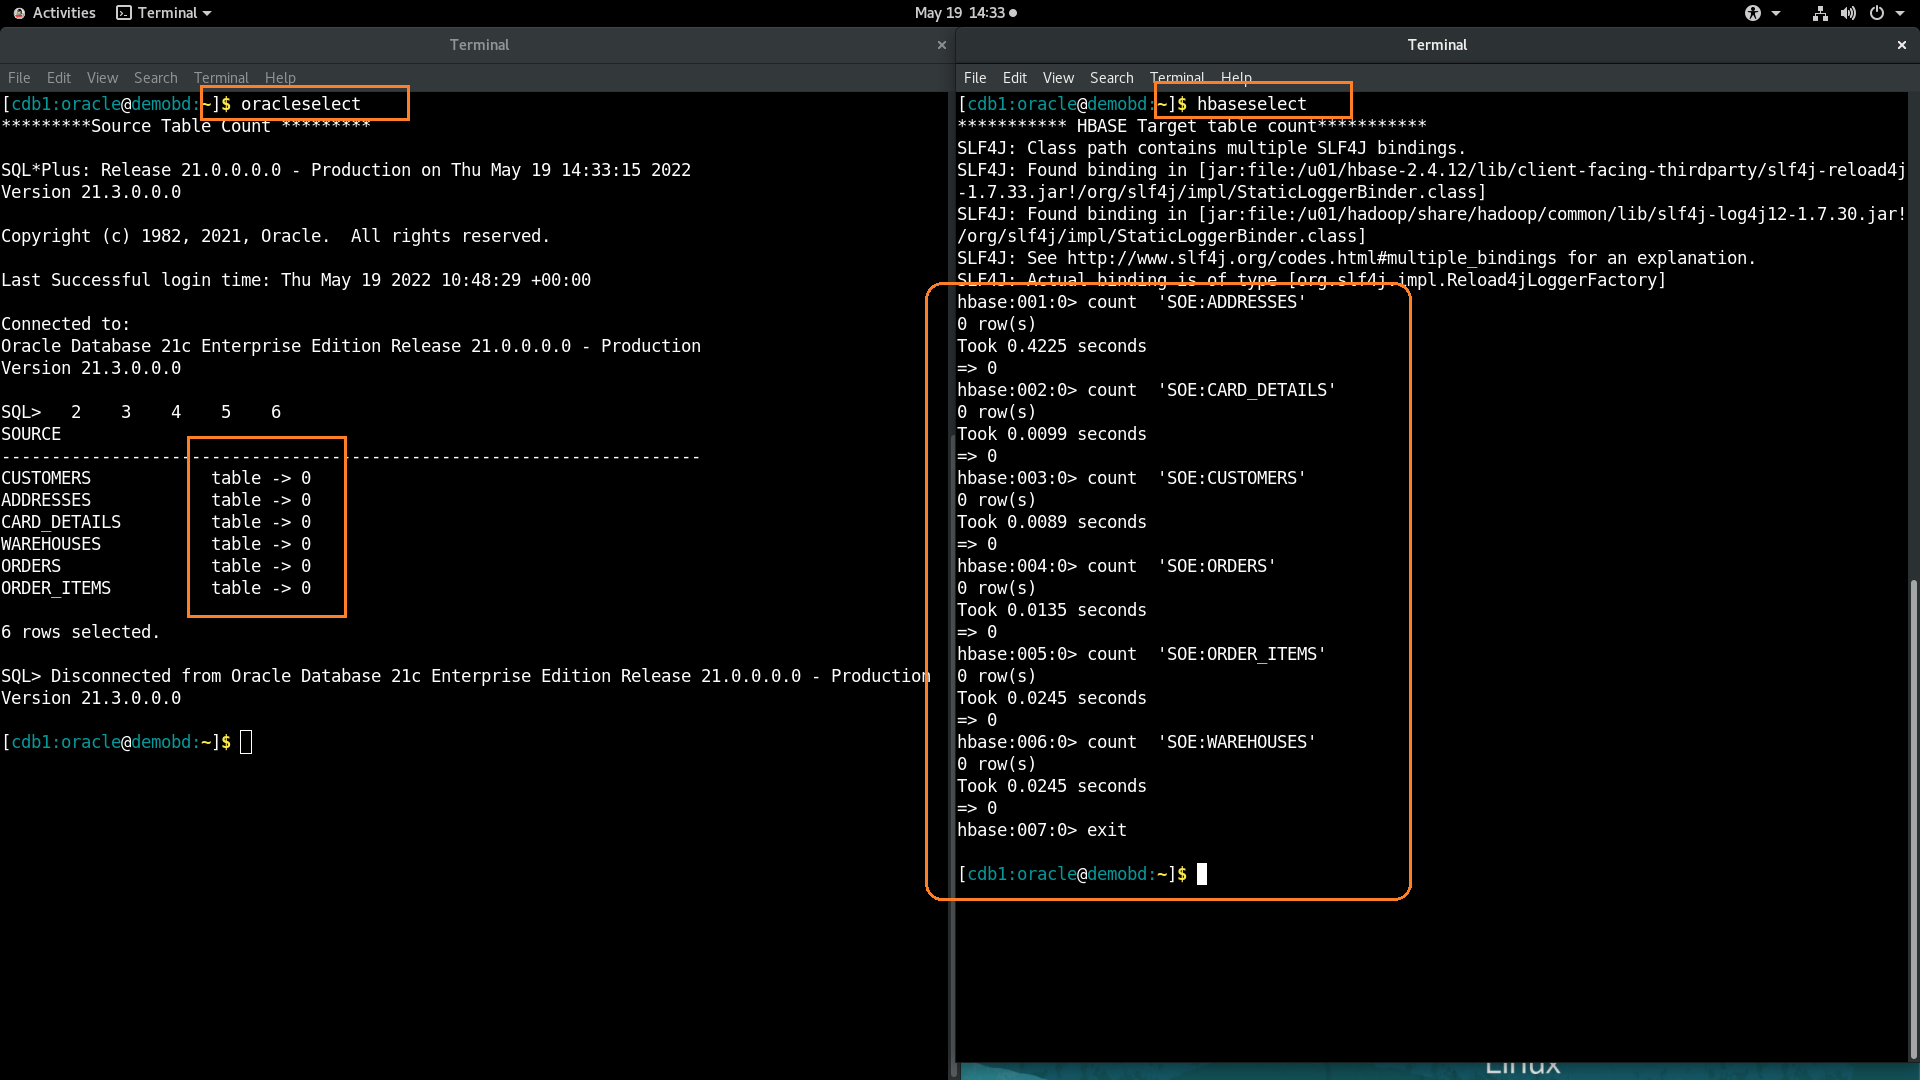 Activities Terminal May 19 14:33
Terminal
File Edit View Search Terminal Help
[cdb1:oracle@demobd:~]$ oracleselect
*********Source Table Count *********
SQL*Plus: Release 21.0.0.0.0 - Production on Thu May 19 14:33:15 2022
Version 21.3.0.0.0
Copyright (c) 1982, 2021, Oracle.  All rights reserved.
Last Successful login time: Thu May 19 2022 10:48:29 +00:00
Connected to:
Oracle Database 21c Enterprise Edition Release 21.0.0.0.0 - Production
Version 21.3.0.0.0
SQL>   2    3    4    5    6
SOURCE
----------------------------------------------------------------------
CUSTOMERS            table -> 0
ADDRESSES            table -> 0
CARD_DETAILS         table -> 0
WAREHOUSES           table -> 0
ORDERS               table -> 0
ORDER_ITEMS          table -> 0
6 rows selected.
SQL> Disconnected from Oracle Database 21c Enterprise Edition Release 21.0.0.0.0 - Production
Version 21.3.0.0.0
[cdb1:oracle@demobd:~]$
Terminal
File Edit View Search Terminal Help
[cdb1:oracle@demobd:~]$ hbaseselect
*********** HBASE Target table count***********
SLF4J: Class path contains multiple SLF4J bindings.
SLF4J: Found binding in [jar:file:/u01/hbase-2.4.12/lib/client-facing-thirdparty/slf4j-reload4j
-1.7.33.jar!/org/slf4j/impl/StaticLoggerBinder.class]
SLF4J: Found binding in [jar:file:/u01/hadoop/share/hadoop/common/lib/slf4j-log4j12-1.7.30.jar!
/org/slf4j/impl/StaticLoggerBinder.class]
SLF4J: See http://www.slf4j.org/codes.html#multiple_bindings for an explanation.
SLF4J: Actual binding is of type [org.slf4j.impl.Reload4jLoggerFactory]
hbase:001:0> count  'SOE:ADDRESSES'
0 row(s)
Took 0.4225 seconds
=> 0
hbase:002:0> count  'SOE:CARD_DETAILS'
0 row(s)
Took 0.0099 seconds
=> 0
hbase:003:0> count  'SOE:CUSTOMERS'
0 row(s)
Took 0.0089 seconds
=> 0
hbase:004:0> count  'SOE:ORDERS'
0 row(s)
Took 0.0135 seconds
=> 0
hbase:005:0> count  'SOE:ORDER_ITEMS'
0 row(s)
Took 0.0245 seconds
=> 0
hbase:006:0> count  'SOE:WAREHOUSES'
0 row(s)
Took 0.0245 seconds
=> 0
hbase:007:0> exit
[cdb1:oracle@demobd:~]$
Linux